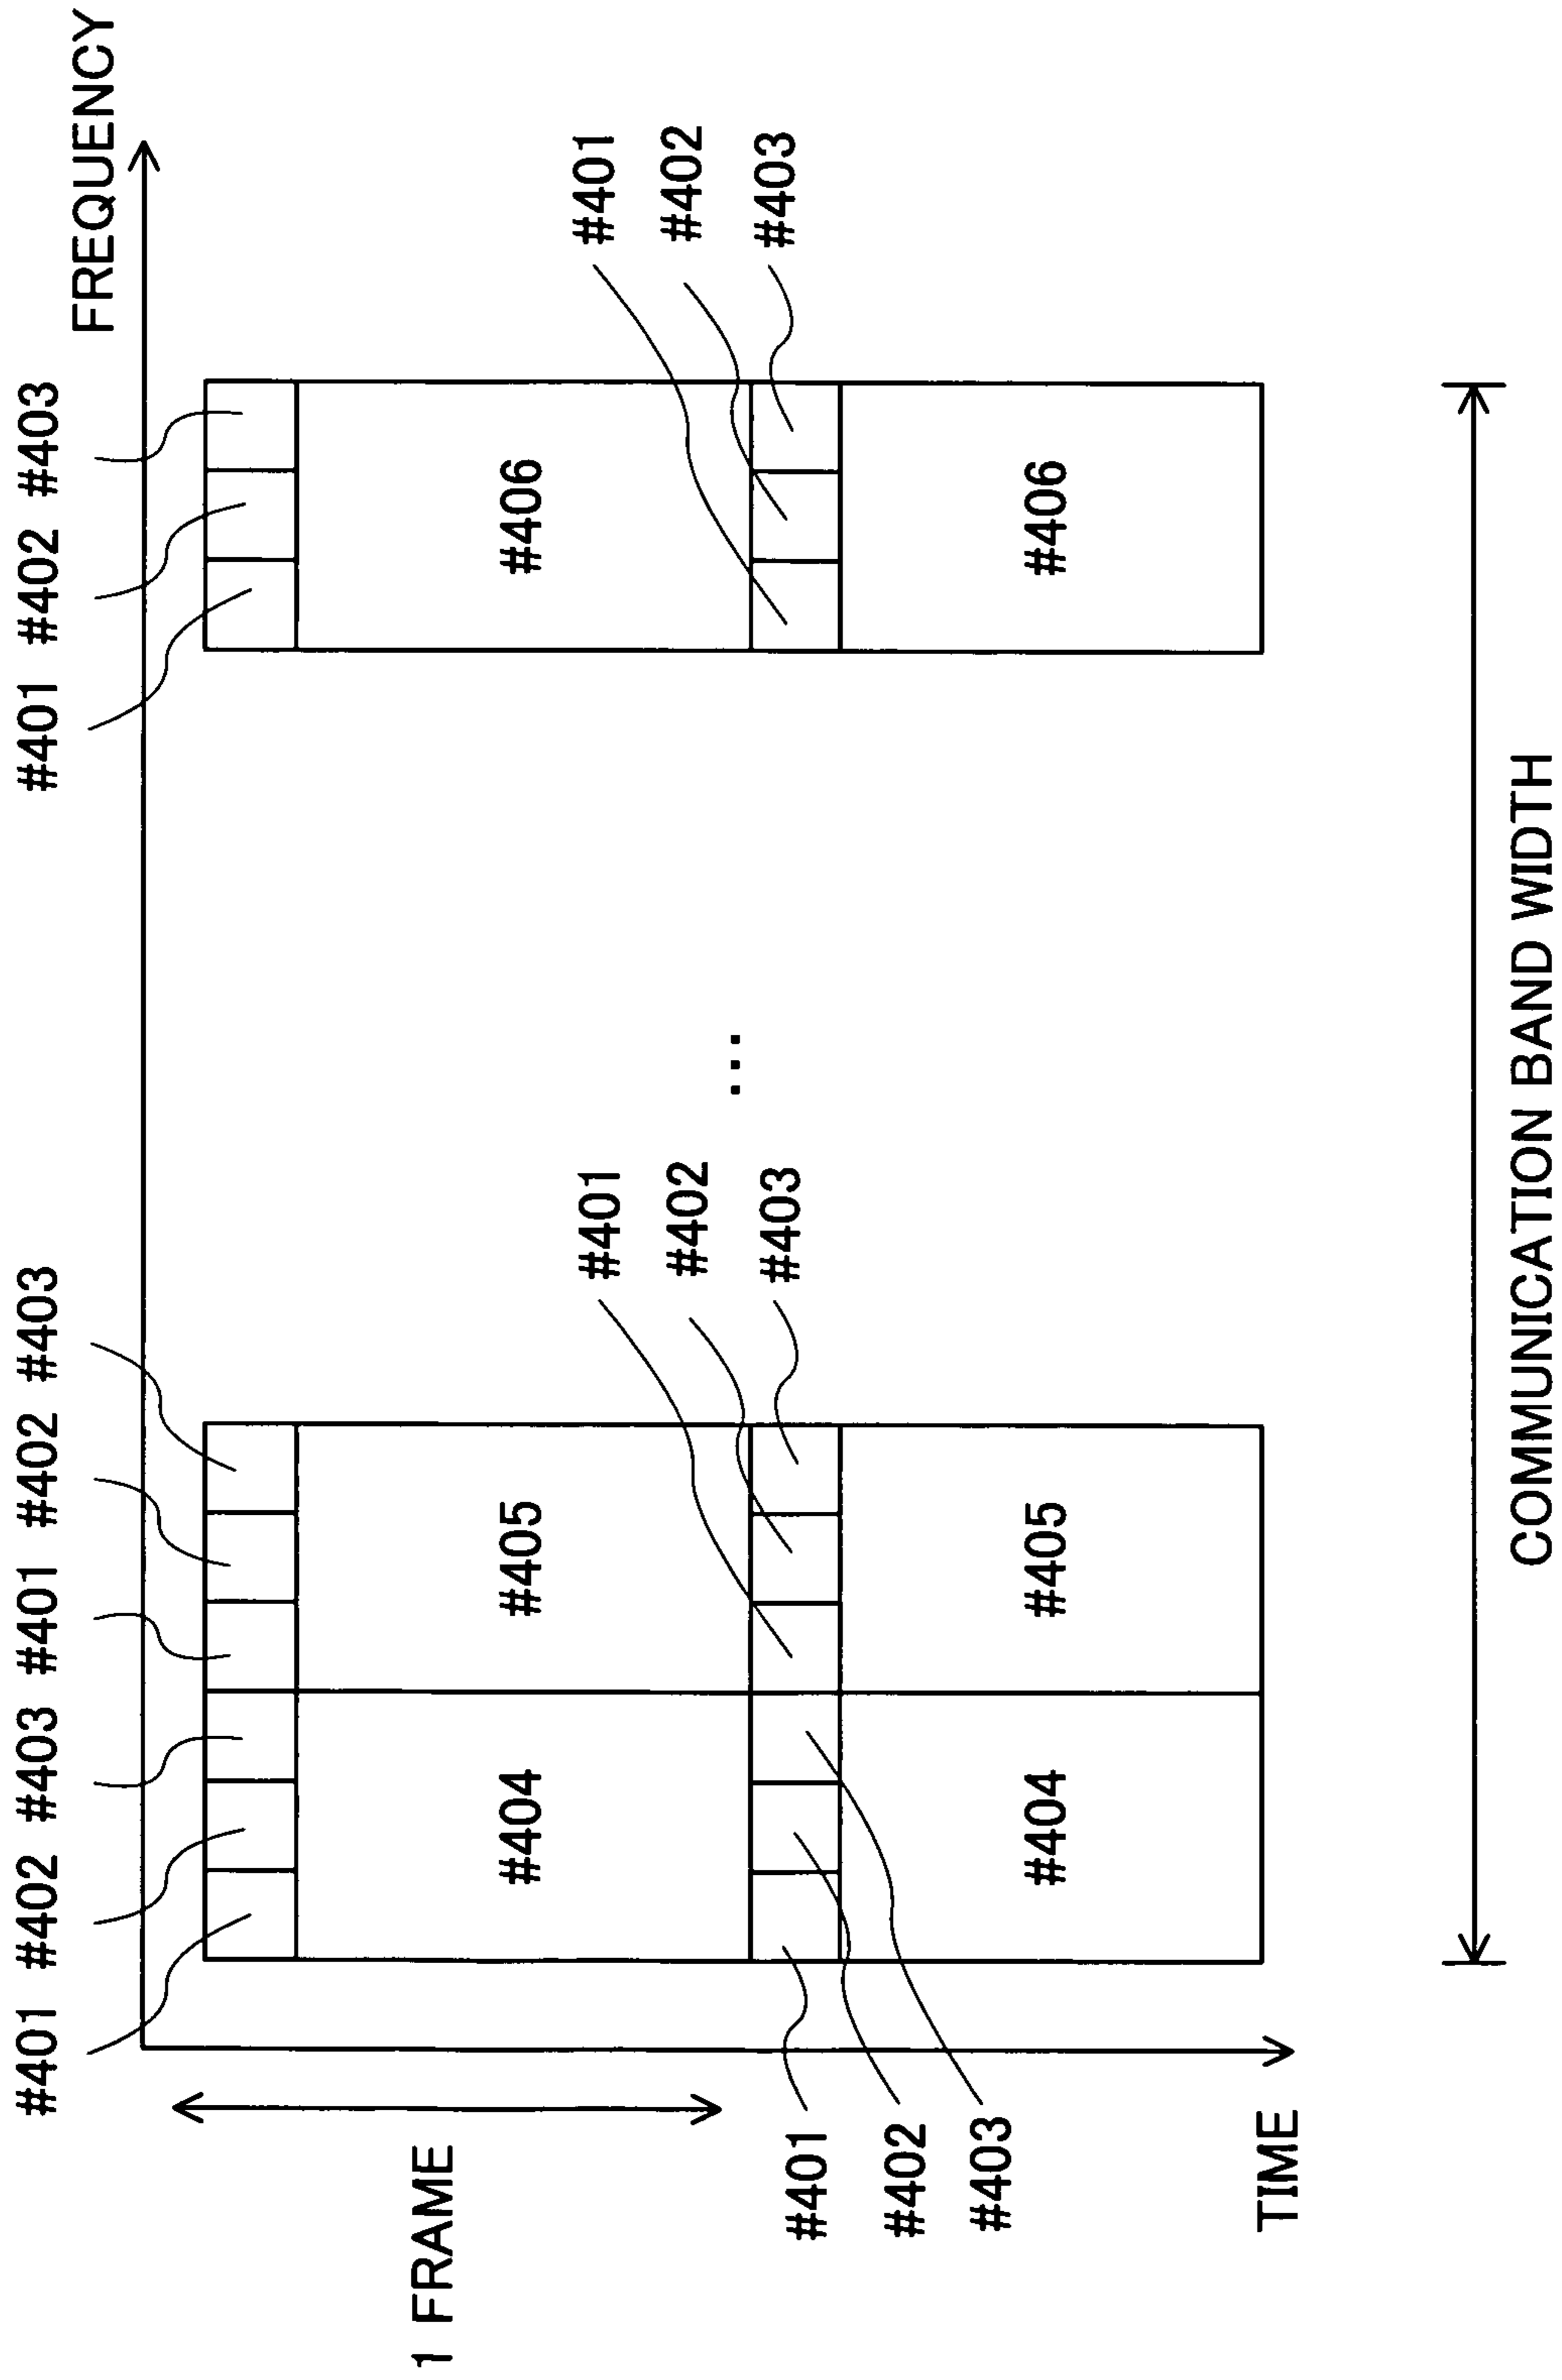 FREQUENCY
#401 #402 #403 #401 #402 #403 #401 #402 #403
1 FRAME
#404 #405 #406
#401 #401
#402 #402
#403 #403
...
#401
#402
#403
#404 #405 #406
TIME
COMMUNICATION BAND WIDTH